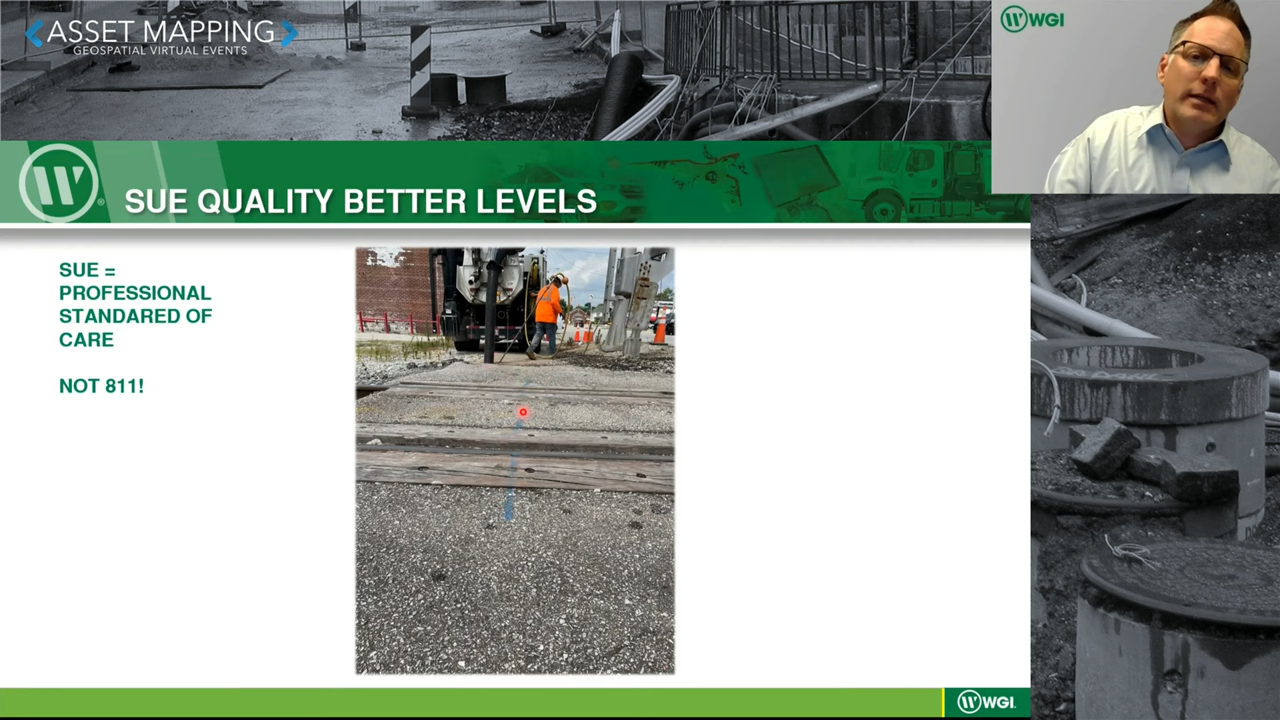 ASSET MAPPING
GEOSPATIAL VIRTUAL EVENTS
WGI
SUE QUALITY BETTER LEVELS
SUE =
PROFESSIONAL
STANDARED OF
CARE
NOT 811!
WGI